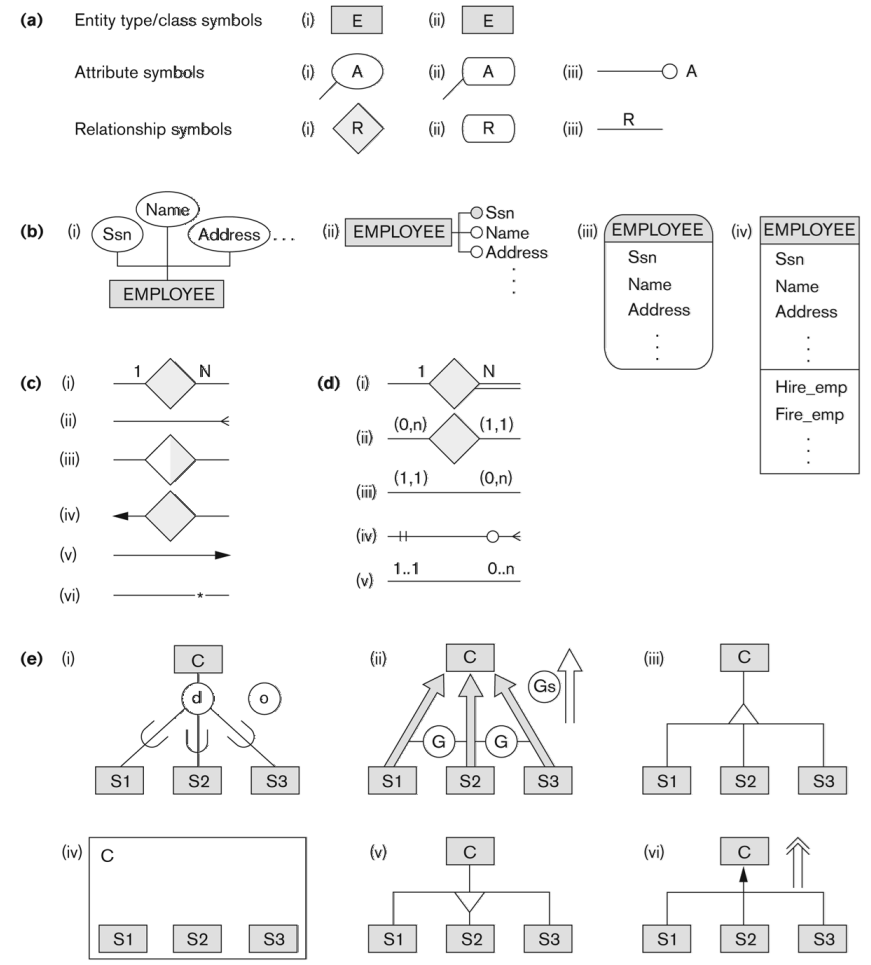 (a) Entity type/class symbols (i) E (ii) E
Attribute symbols (i) A (ii) A (iii) A
Relationship symbols (i) R (ii) R (iii) R
(b) (i) Ssn Name Address ...
EMPLOYEE
(ii) EMPLOYEE
Ssn
Name
Address
(iii) EMPLOYEE
Ssn
Name
Address
(iv) EMPLOYEE
Ssn
Name
Address
Hire_emp
Fire_emp
(c) (i) 1 N
(ii)
(iii)
(iv)
(v)
(vi) *
(d) (i) 1 N
(ii) (0,n) (1,1)
(iii) (1,1) (0,n)
(iv)
(v) 1..1 0..n
(e) (i) C
d o
S1 S2 S3
(ii) C
Gs
G G
S1 S2 S3
(iii) C
S1 S2 S3
(iv) C
S1 S2 S3
(v) C
S1 S2 S3
(vi) C
S1 S2 S3